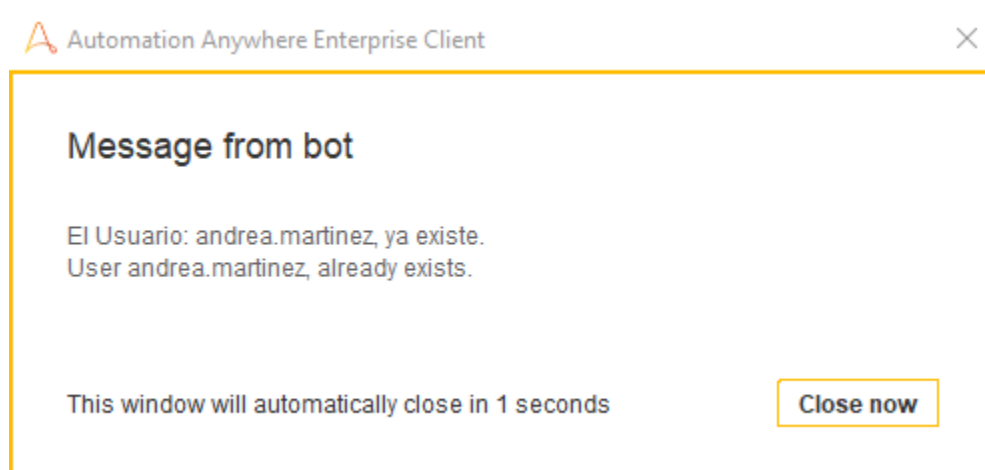 Automation Anywhere Enterprise Client
Message from bot
El Usuario: andrea.martinez, ya existe.
User andrea.martinez, already exists.
This window will automatically close in 1 seconds
Close now